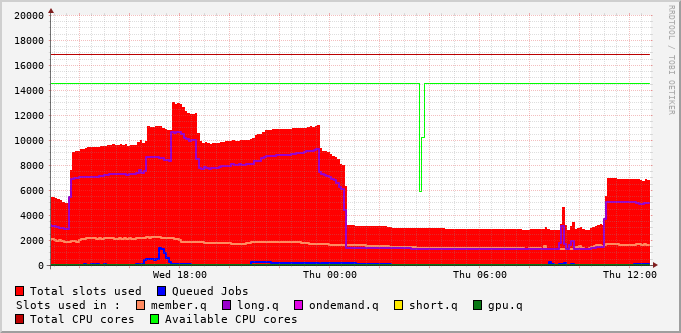 20000
18000
16000
14000
12000
10000
8000
6000
4000
2000
0
Wed 18:00 Thu 00:00 Thu 06:00 Thu 12:00
RRDTOOL / TOBI OETIKER
Total slots used Queued Jobs
Slots used in : member.q long.q ondemand.q short.q gpu.q
Total CPU cores Available CPU cores